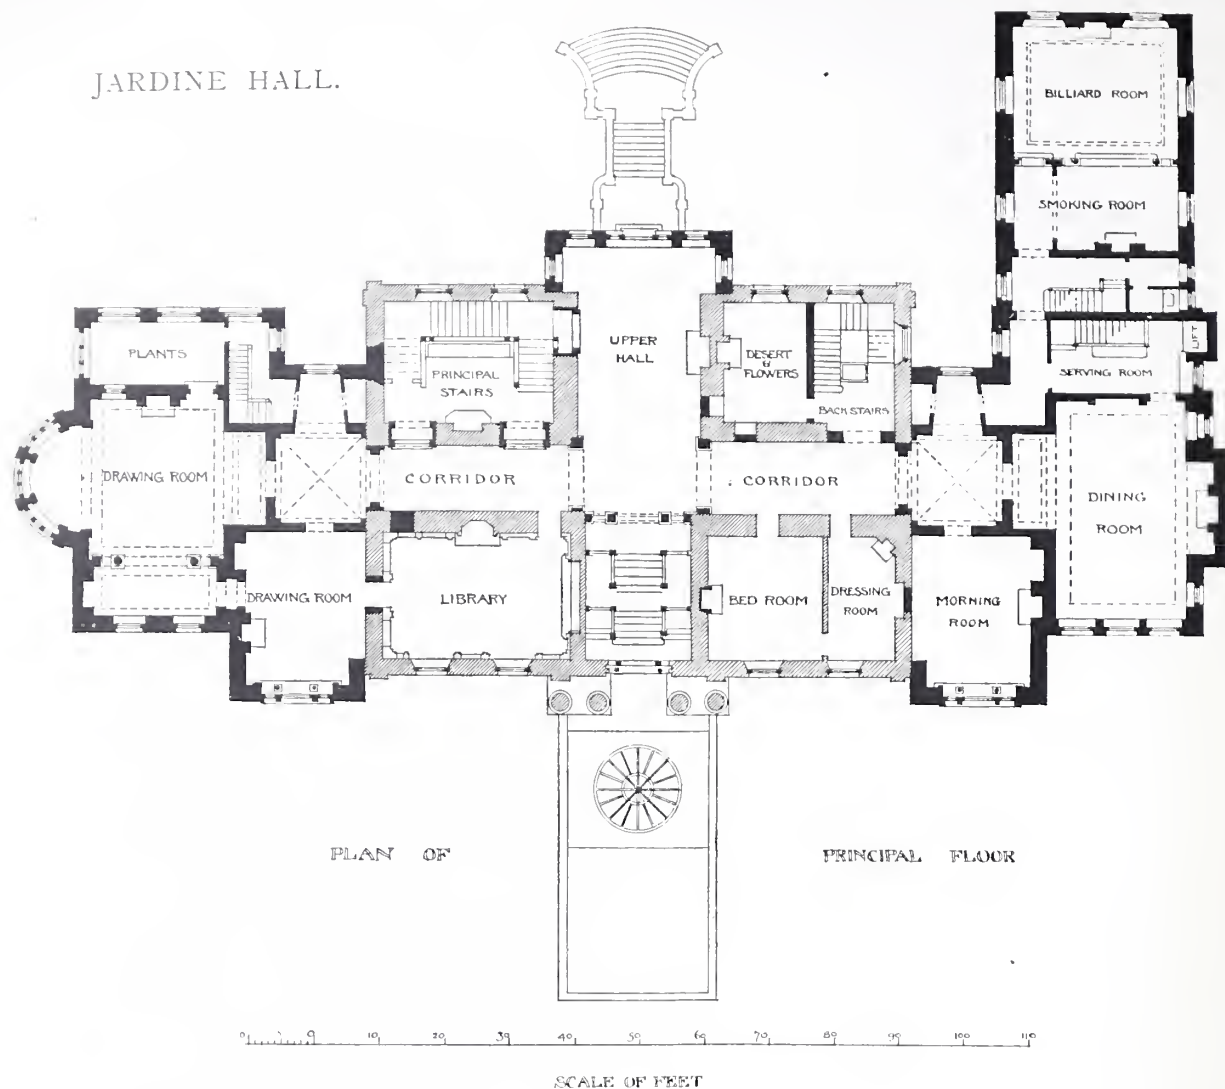 JARDINE HALL.
BILLIARD ROOM
SMOKING ROOM
LIFT
SERVING ROOM
PLANTS
PRINCIPAL
STAIRS
UPPER
HALL
DESERT
&
FLOWERS
BACK STAIRS
DRAWING ROOM
CORRIDOR
CORRIDOR
DINING
ROOM
DRAWING ROOM
LIBRARY
BED ROOM
DRESSING
ROOM
MORNING
ROOM
PLAN OF
PRINCIPAL FLOOR
0 5 0 10 20 30 40 50 60 70 80 90 100 110
SCALE OF FEET